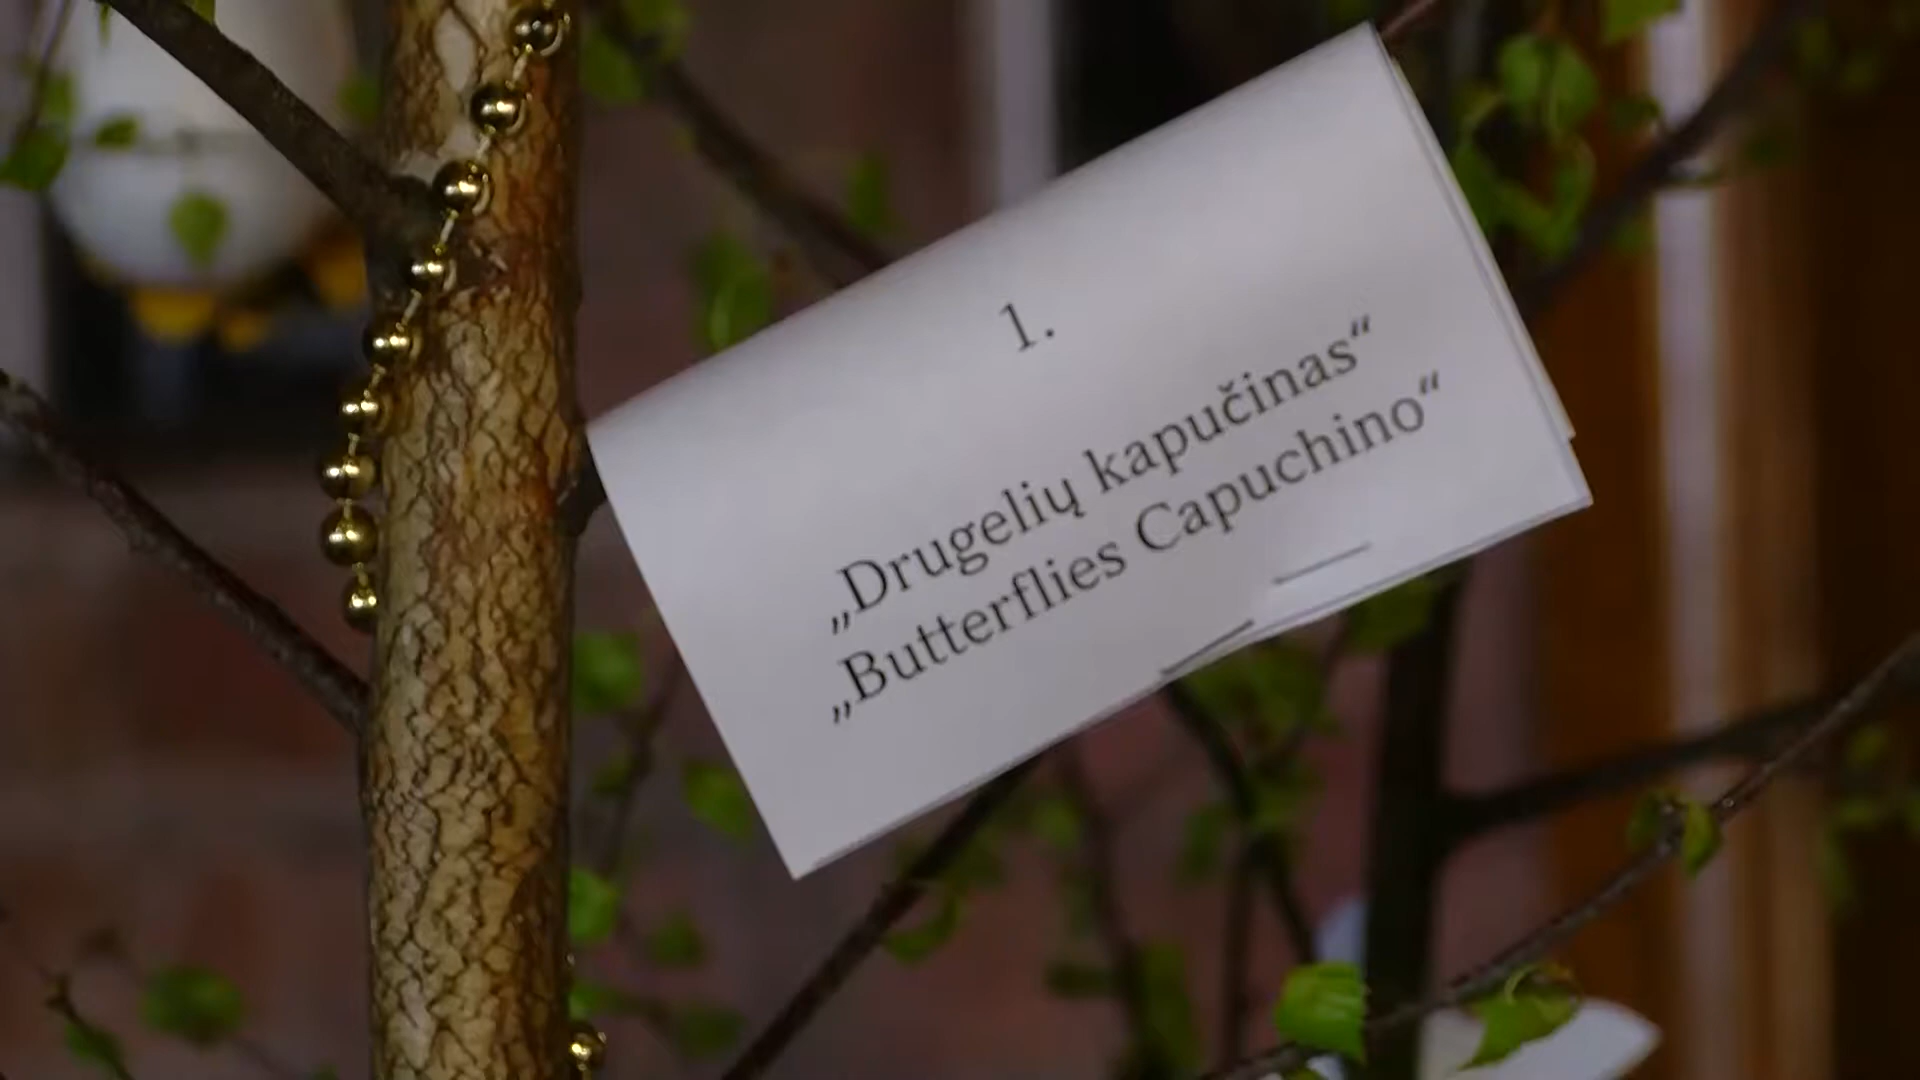 1.
„Drugelių kapučinas“
„Butterflies Capuchino“